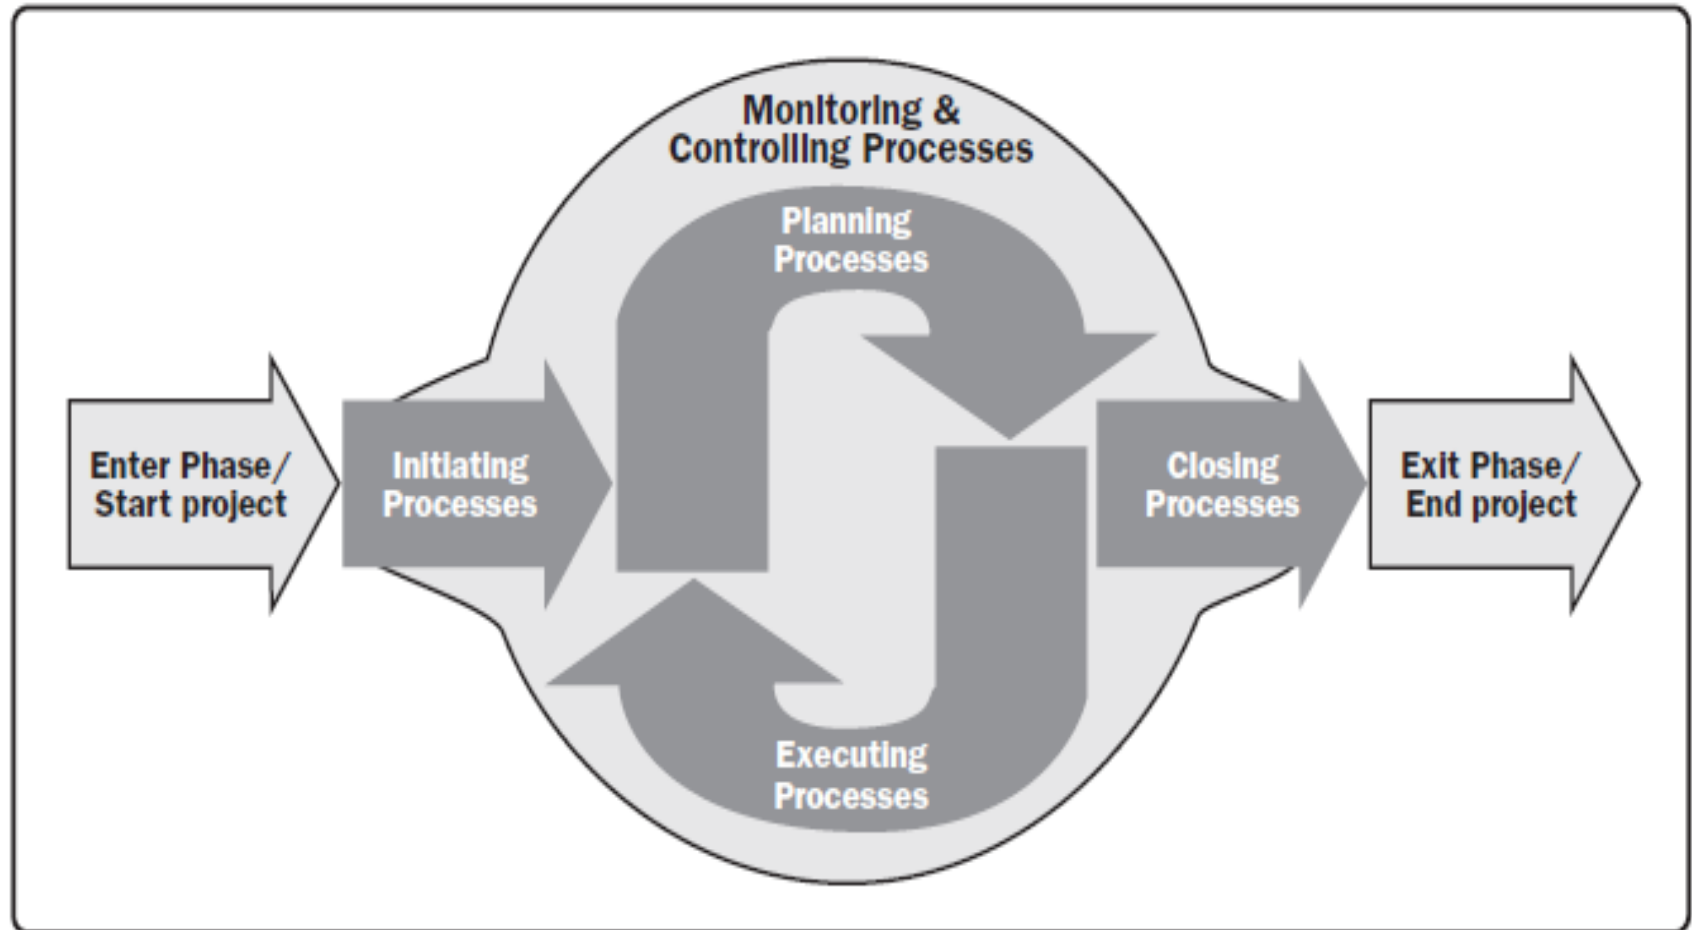 Monitoring &
Controlling Processes
Planning
Processes
Enter Phase/
Start project
Initiating
Processes
Closing
Processes
Exit Phase/
End project
Executing
Processes